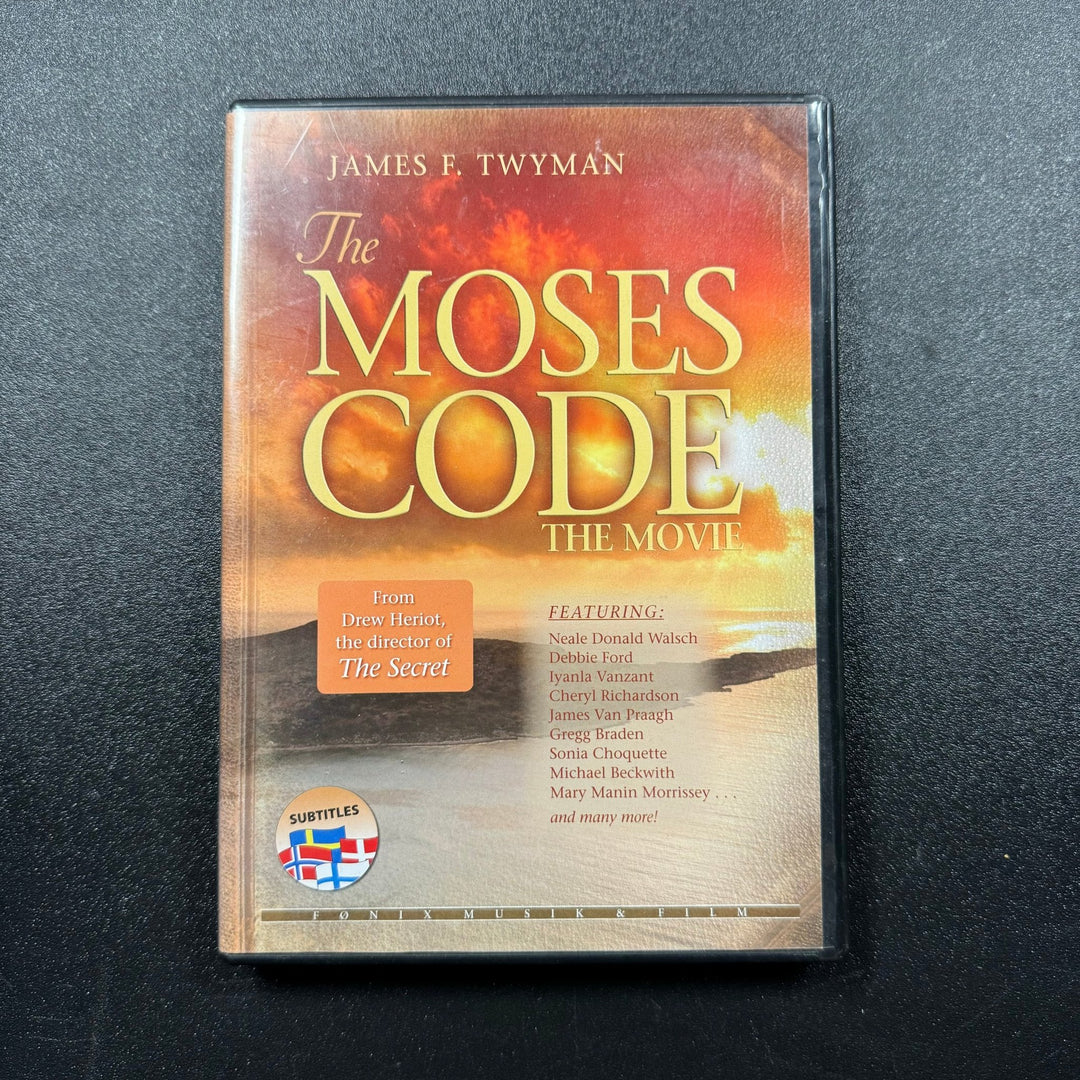 JAMES F. TWYMAN
The
MOSES
CODE
THE MOVIE
From
Drew Heriot,
the director of
The Secret
FEATURING:
Neale Donald Walsch
Debbie Ford
Iyanla Vanzant
Cheryl Richardson
James Van Praagh
Gregg Braden
Sonia Choquette
Michael Beckwith
Mary Manin Morrissey . . .
and many more!
SUBTITLES
FØNIX MUSIK & FILM